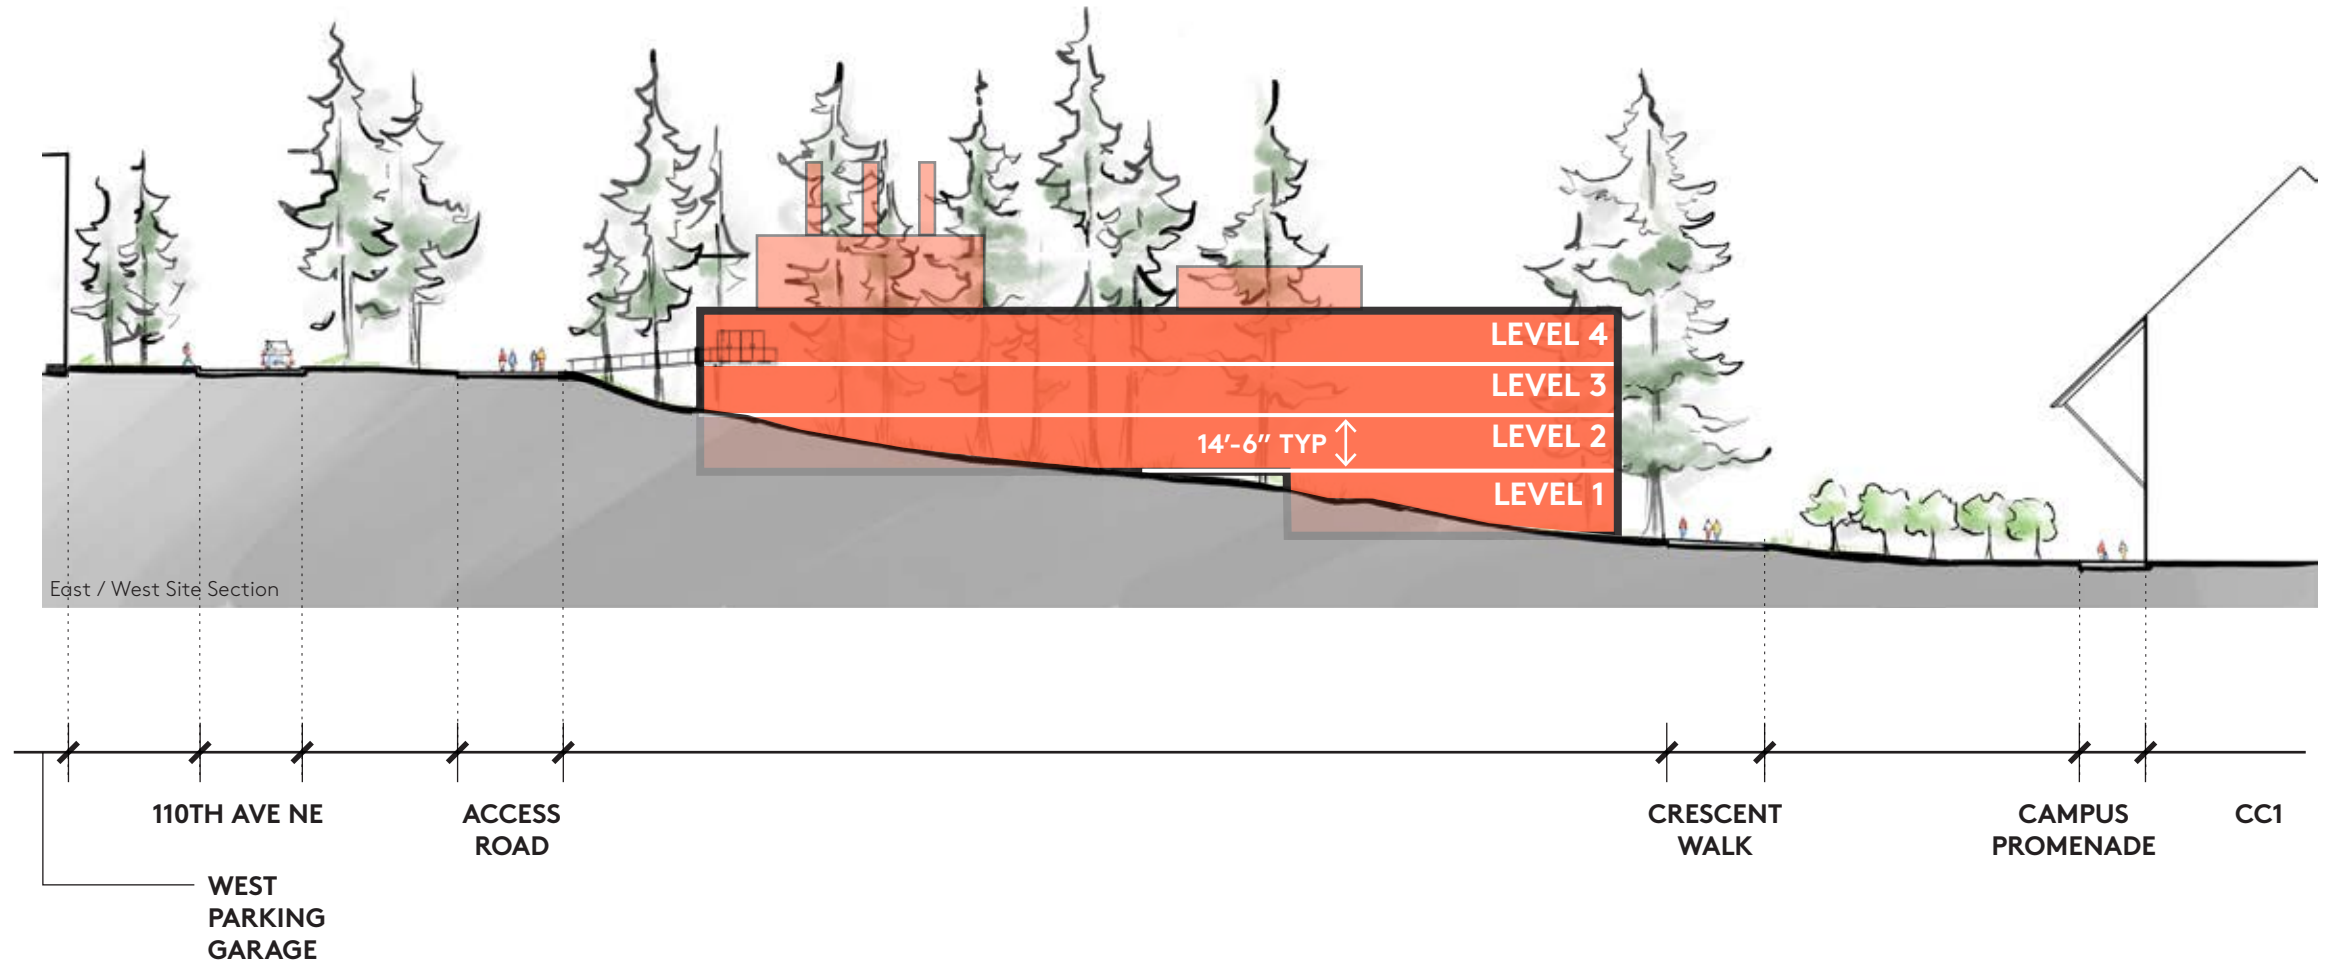 LEVEL 4
LEVEL 3
LEVEL 2
14'-6" TYP
LEVEL 1
East / West Site Section
110TH AVE NE
ACCESS
ROAD
CRESCENT
WALK
CAMPUS
PROMENADE
CC1
WEST
PARKING
GARAGE